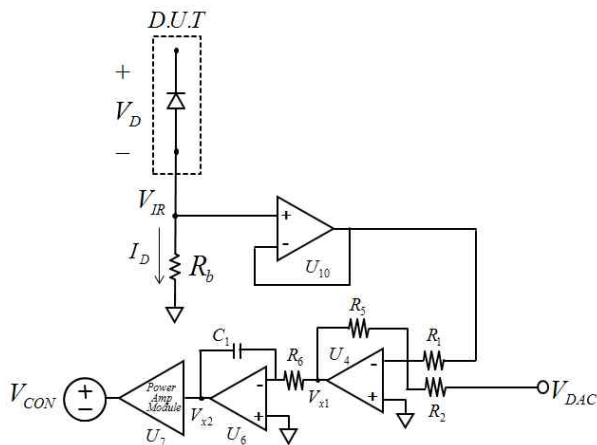 D.U.T
+
V_D
−
V_IR
I_D
R_b
+
-
U_10
R_5
C_1
R_6
U_4
R_1
-
-
R_2
V_DAC
V_CON
+
−
Power
Amp
Module
V_x2
V_x1
+
+
U_7
U_6